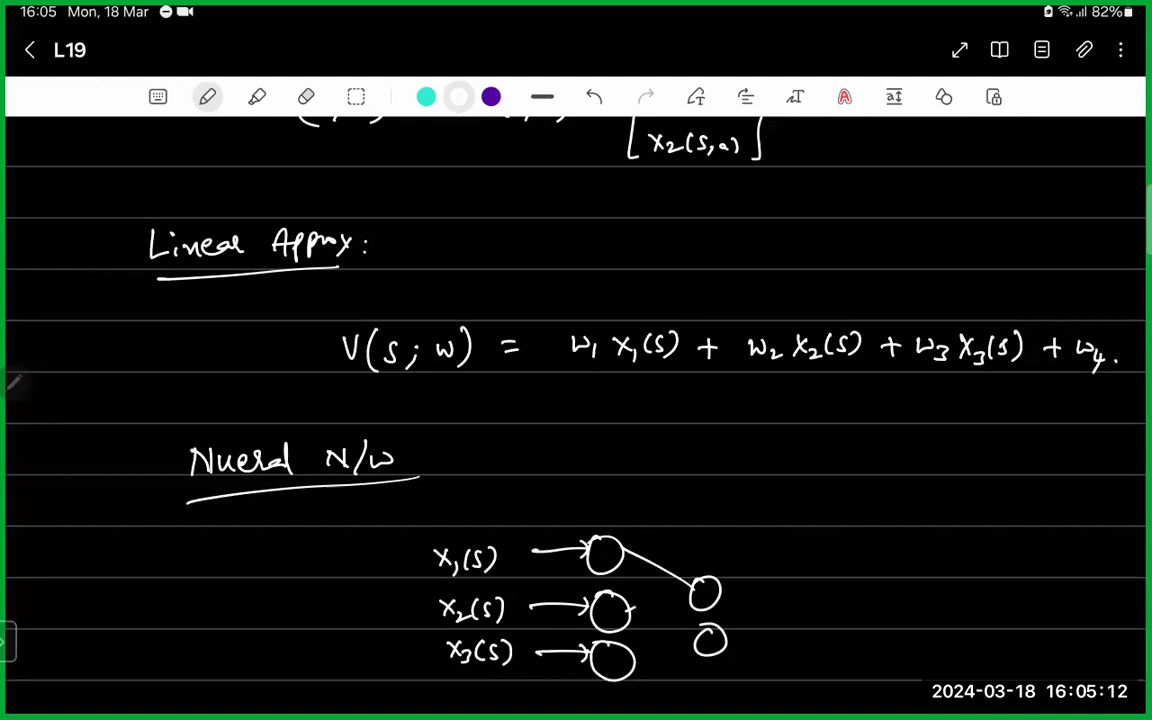 16:05 Mon, 18 Mar 82%
L19
[x2(s,a)]
Linear Approx:
V(s; w) = w1 x1(s) + w2 x2(s) + w3 x3(s) + w4.
Nueral N/w
x1(s)
x2(s)
x3(s)
2024-03-18 16:05:12